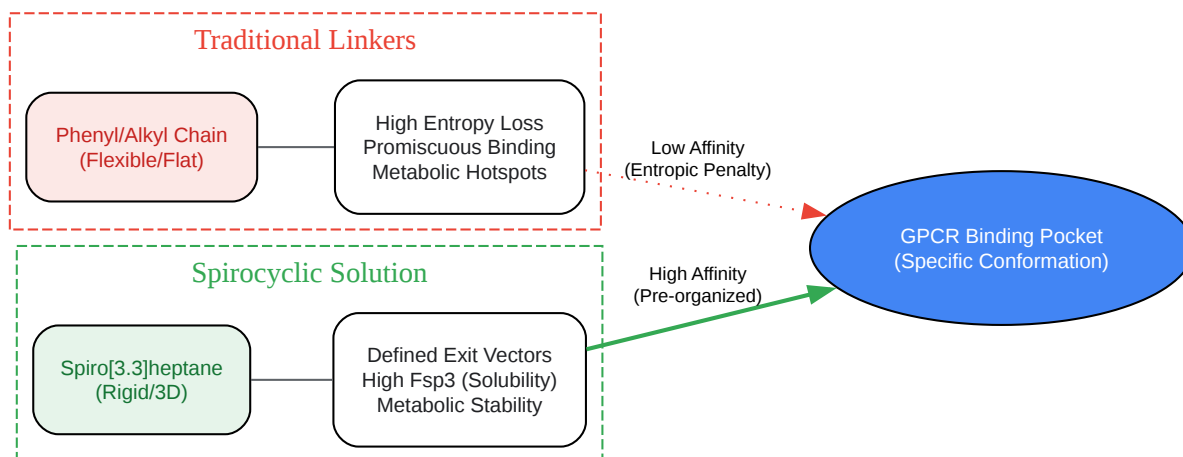 Traditional Linkers
Phenyl/Alkyl Chain
(Flexible/Flat)
High Entropy Loss
Promiscuous Binding
Metabolic Hotspots
Low Affinity
(Entropic Penalty)
GPCR Binding Pocket
(Specific Conformation)
Spirocyclic Solution
Spiro[3.3]heptane
(Rigid/3D)
Defined Exit Vectors
High Fsp3 (Solubility)
Metabolic Stability
High Affinity
(Pre-organized)